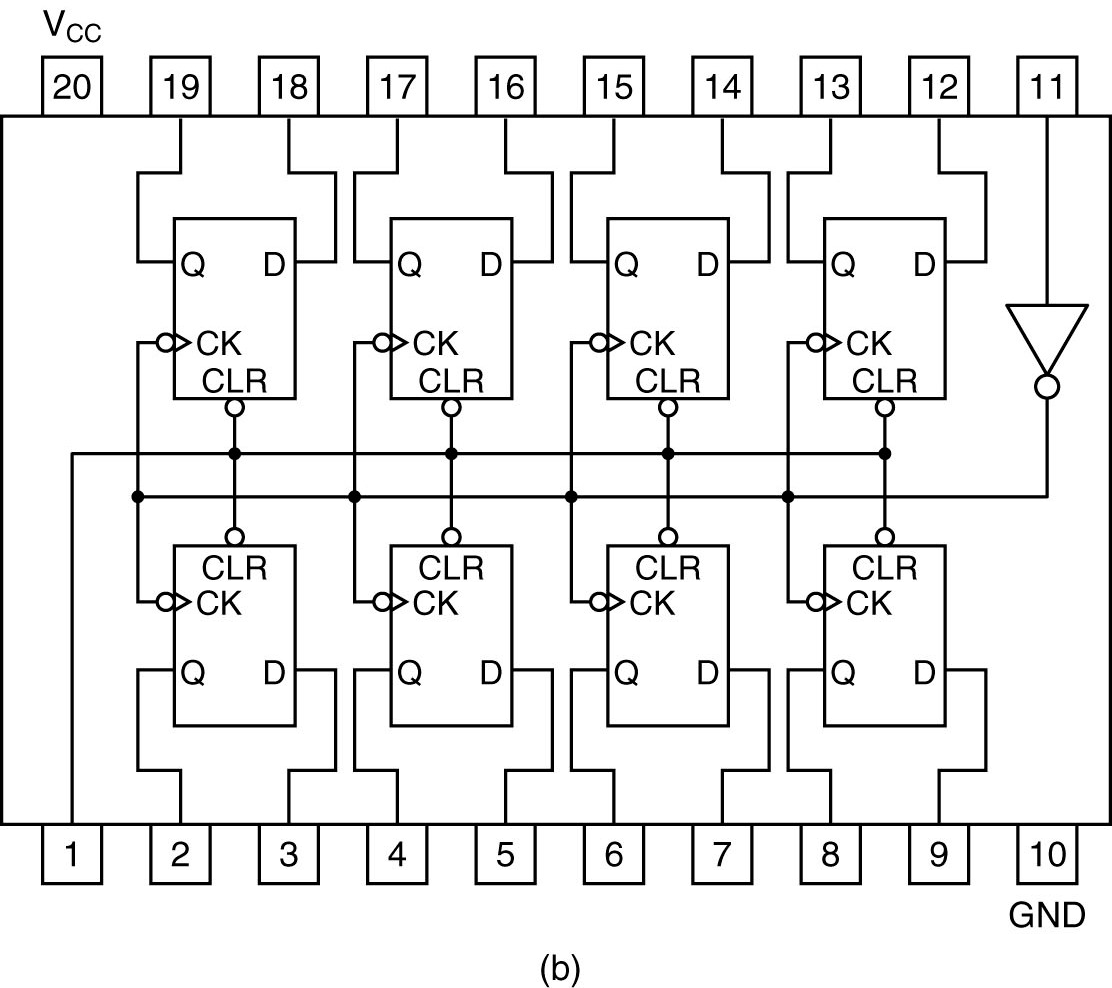 VCC
20 19 18 17 16 15 14 13 12 11
Q D Q D Q D Q D
CK CK CK CK
CLR CLR CLR CLR
CLR CLR CLR CLR
CK CK CK CK
Q D Q D Q D Q D
1 2 3 4 5 6 7 8 9 10
GND
(b)